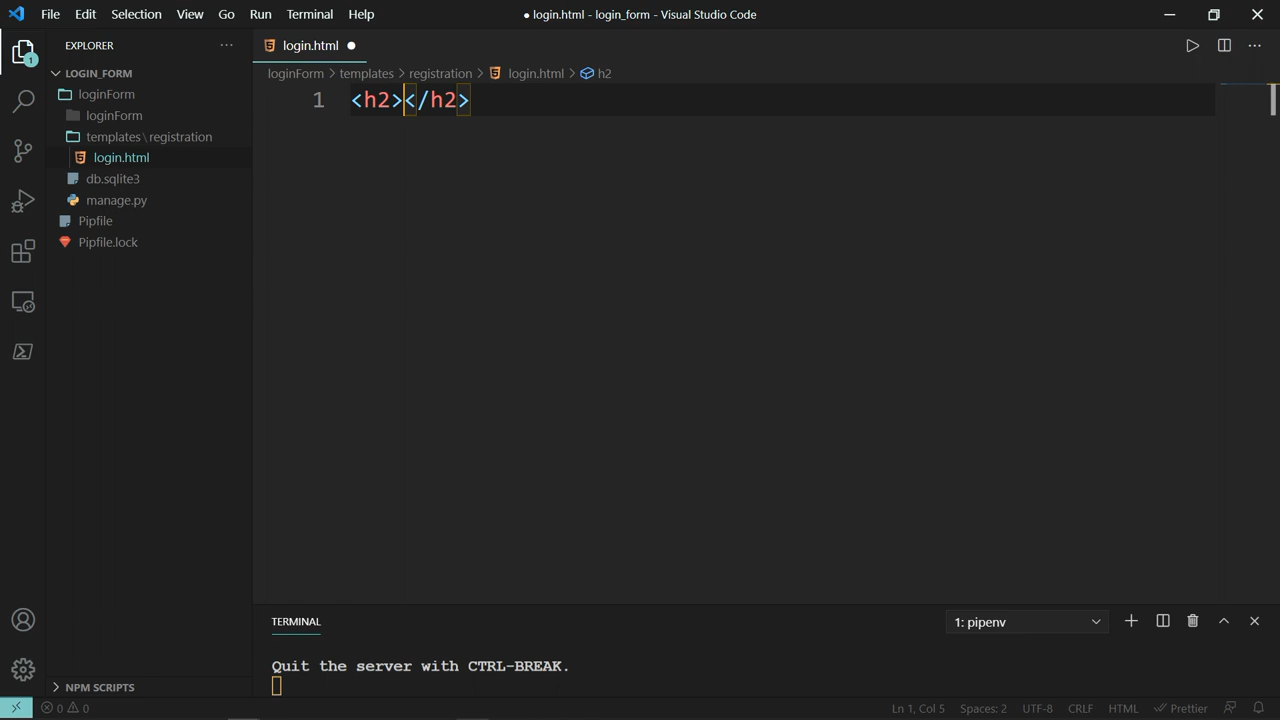 File Edit Selection View Go Run Terminal Help
● login.html - login_form - Visual Studio Code
EXPLORER
login.html
1
LOGIN_FORM
loginForm > templates > registration > login.html > h2
loginForm
loginForm
templates\registration
login.html
db.sqlite3
manage.py
Pipfile
Pipfile.lock
1 <h2></h2>
TERMINAL
1: pipenv
Quit the server with CTRL-BREAK.
NPM SCRIPTS
0 0
Ln 1, Col 5 Spaces: 2 UTF-8 CRLF HTML Prettier